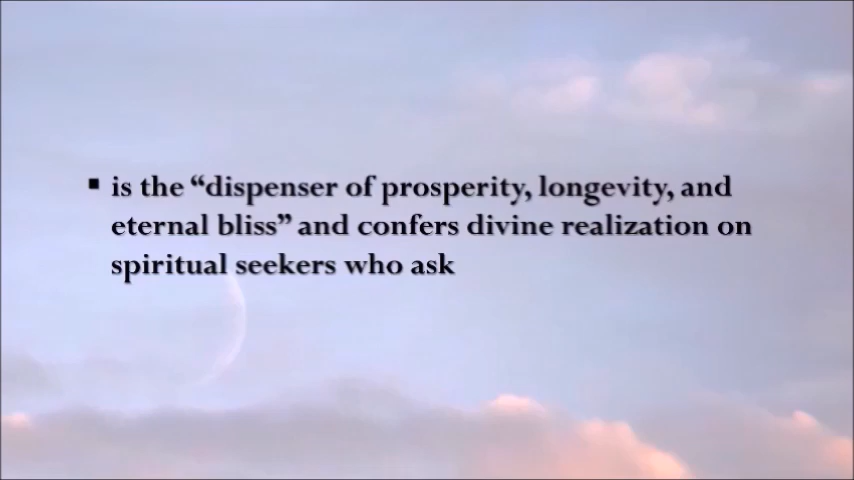 ▪ is the “dispenser of prosperity, longevity, and
eternal bliss” and confers divine realization on
spiritual seekers who ask